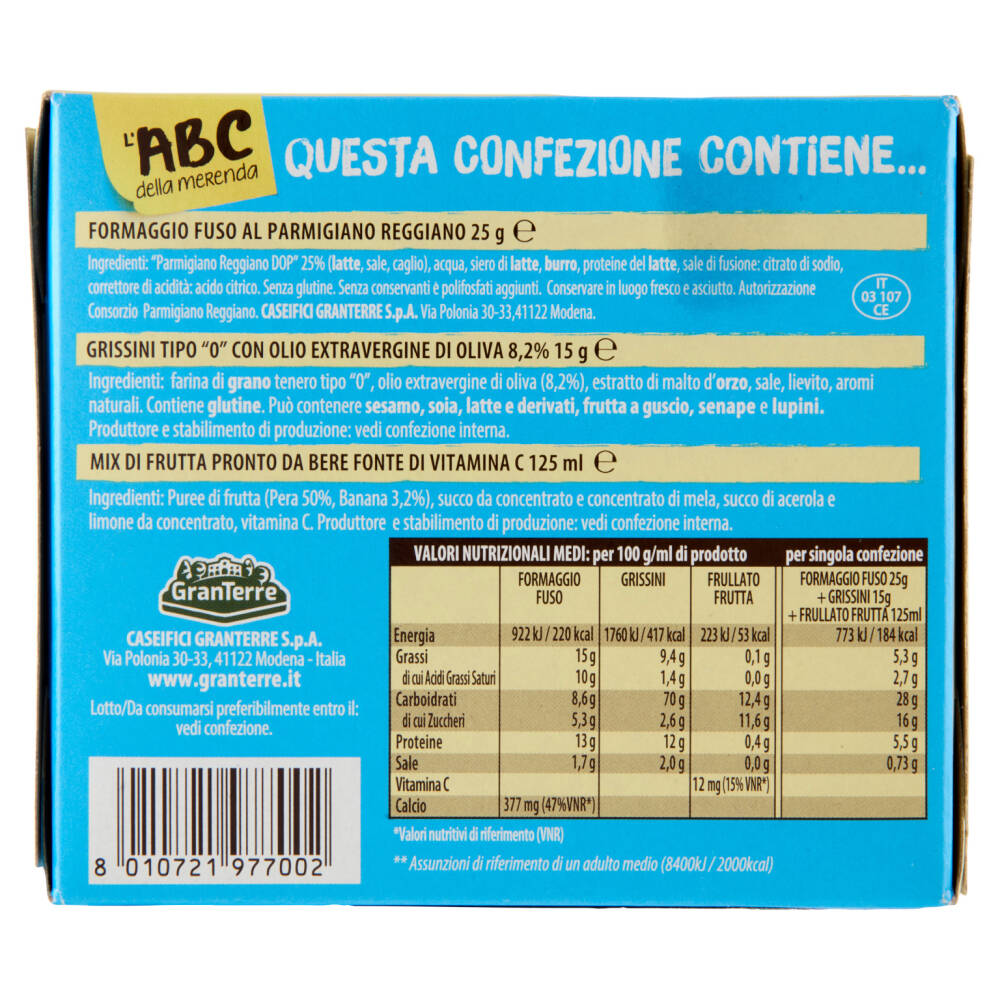 L'ABC
della merenda
QUESTA CONFEZIONE CONTIENE...
FORMAGGIO FUSO AL PARMIGIANO REGGIANO 25 g ℮
Ingredienti: "Parmigiano Reggiano DOP" 25% (latte, sale, caglio), acqua, siero di latte, burro, proteine del latte, sale di fusione: citrato di sodio,
correttore di acidità: acido citrico. Senza glutine. Senza conservanti è polifosfati aggiunti. Conservare in luogo fresco e asciutto. Autorizzazione
Consorzio Parmigiano Reggiano. CASEIFICI GRANTERRE S.p.A. Via Polonia 30-33,41122 Modena.
IT
03 107
CE
GRISSINI TIPO "0" CON OLIO EXTRAVERGINE DI OLIVA 8,2% 15 g ℮
Ingredienti: farina di grano tenero tipo "0", olio extravergine di oliva (8,2%), estratto di malto d'orzo, sale, lievito, aromi
naturali. Contiene glutine. Può contenere sesamo, soia, latte e derivati, frutta a guscio, senape e lupini.
Produttore e stabilimento di produzione: vedi confezione interna.
MIX DI FRUTTA PRONTO DA BERE FONTE DI VITAMINA C 125 ml ℮
Ingredienti: Puree di frutta (Pera 50%, Banana 3,2%), succo da concentrato e concentrato di mela, succo di acerola e
limone da concentrato, vitamina C. Produttore e stabilimento di produzione: vedi confezione interna.
GranTerre
CASEIFICI GRANTERRE S.p.A.
Via Polonia 30-33, 41122 Modena - Italia
www.granterre.it
Lotto/Da consumarsi preferibilmente entro il:
vedi confezione.
8 010721 977002
VALORI NUTRIZIONALI MEDI: per 100 g/ml di prodotto per singola confezione
FORMAGGIO FUSO GRISSINI FRULLATO FRUTTA FORMAGGIO FUSO 25g + GRISSINI 15g + FRULLATO FRUTTA 125ml
Energia 922 kJ / 220 kcal 1760 kJ / 417 kcal 223 kJ / 53 kcal 773 kJ / 184 kcal
Grassi 15 g 9,4 g 0,1 g 5,3 g
di cui Acidi Grassi Saturi 10 g 1,4 g 0,0 g 2,7 g
Carboidrati 8,6 g 70 g 12,4 g 28 g
di cui Zuccheri 5,3 g 2,6 g 11,6 g 16 g
Proteine 13 g 12 g 0,4 g 5,5 g
Sale 1,7 g 2,0 g 0,0 g 0,73 g
Vitamina C 12 mg (15% VNR*)
Calcio 377 mg (47%VNR*)
*Valori nutritivi di riferimento (VNR)
** Assunzioni di riferimento di un adulto medio (8400kJ / 2000kcal)